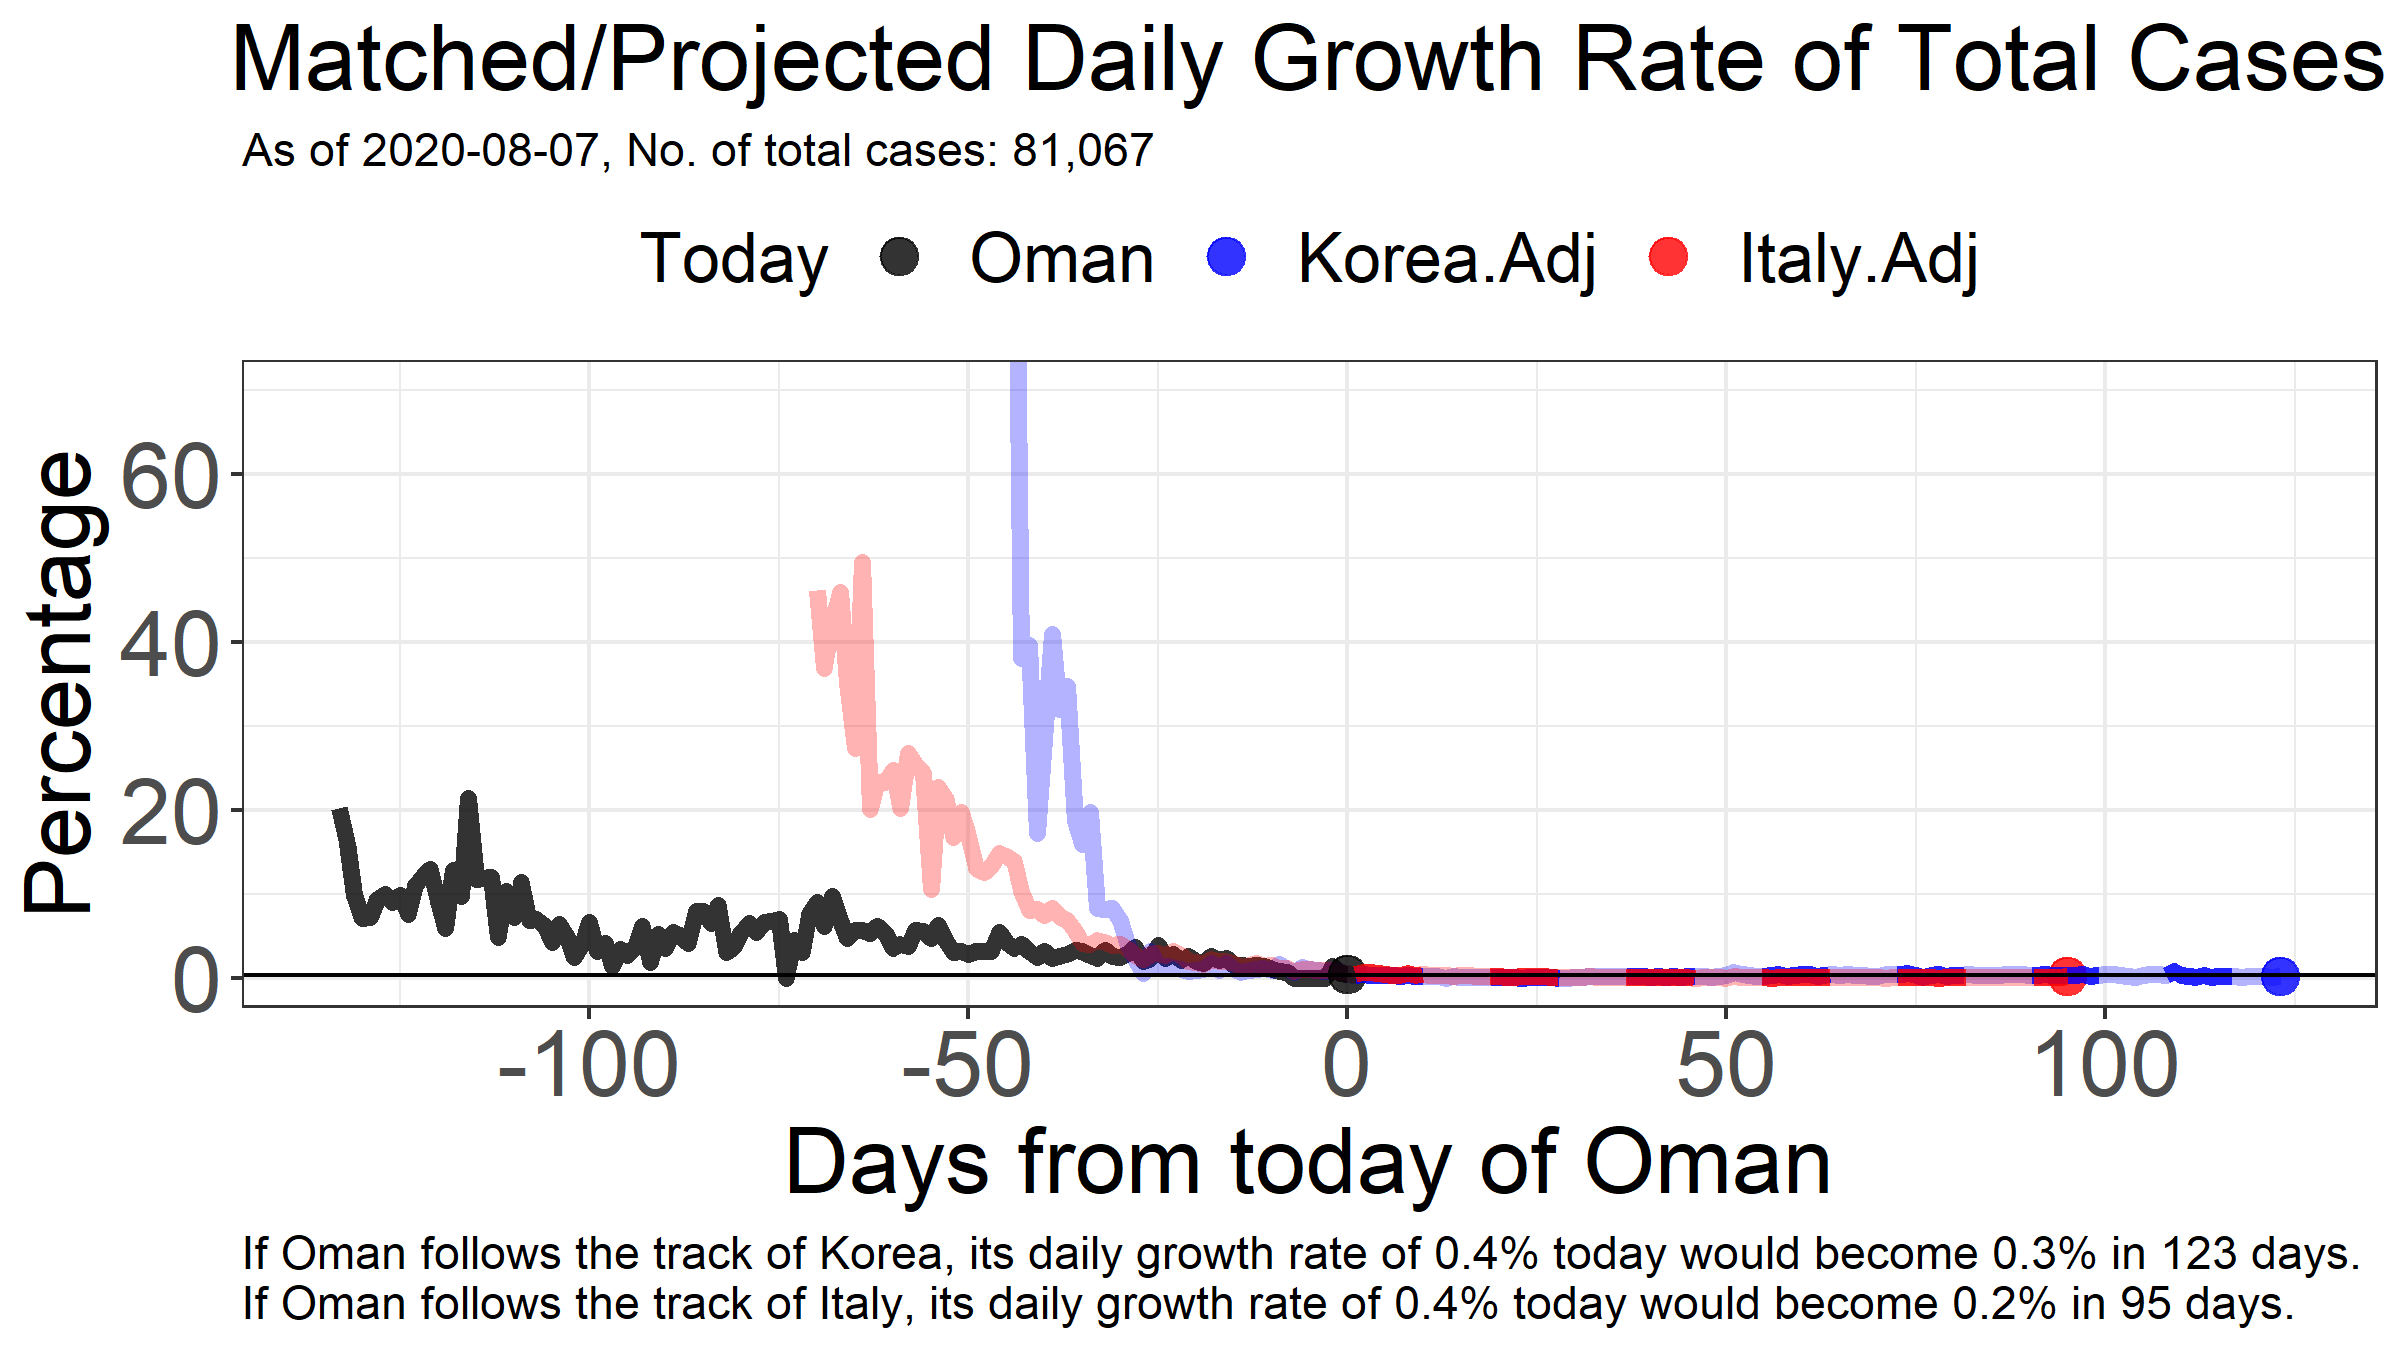 Matched/Projected Daily Growth Rate of Total Cases
As of 2020-08-07, No. of total cases: 81,067
Today Oman Korea.Adj Italy.Adj
Percentage
60
40
20
0
-100 -50 0 50 100
Days from today of Oman
If Oman follows the track of Korea, its daily growth rate of 0.4% today would become 0.3% in 123 days.
If Oman follows the track of Italy, its daily growth rate of 0.4% today would become 0.2% in 95 days.